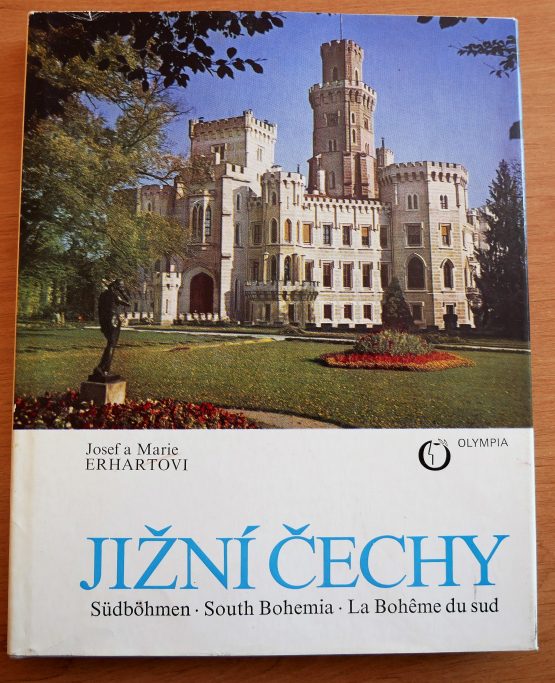 Josef a Marie
ERHARTOVI
OLYMPIA
JIŽNÍ ČECHY
Südböhmen · South Bohemia · La Bohême du sud